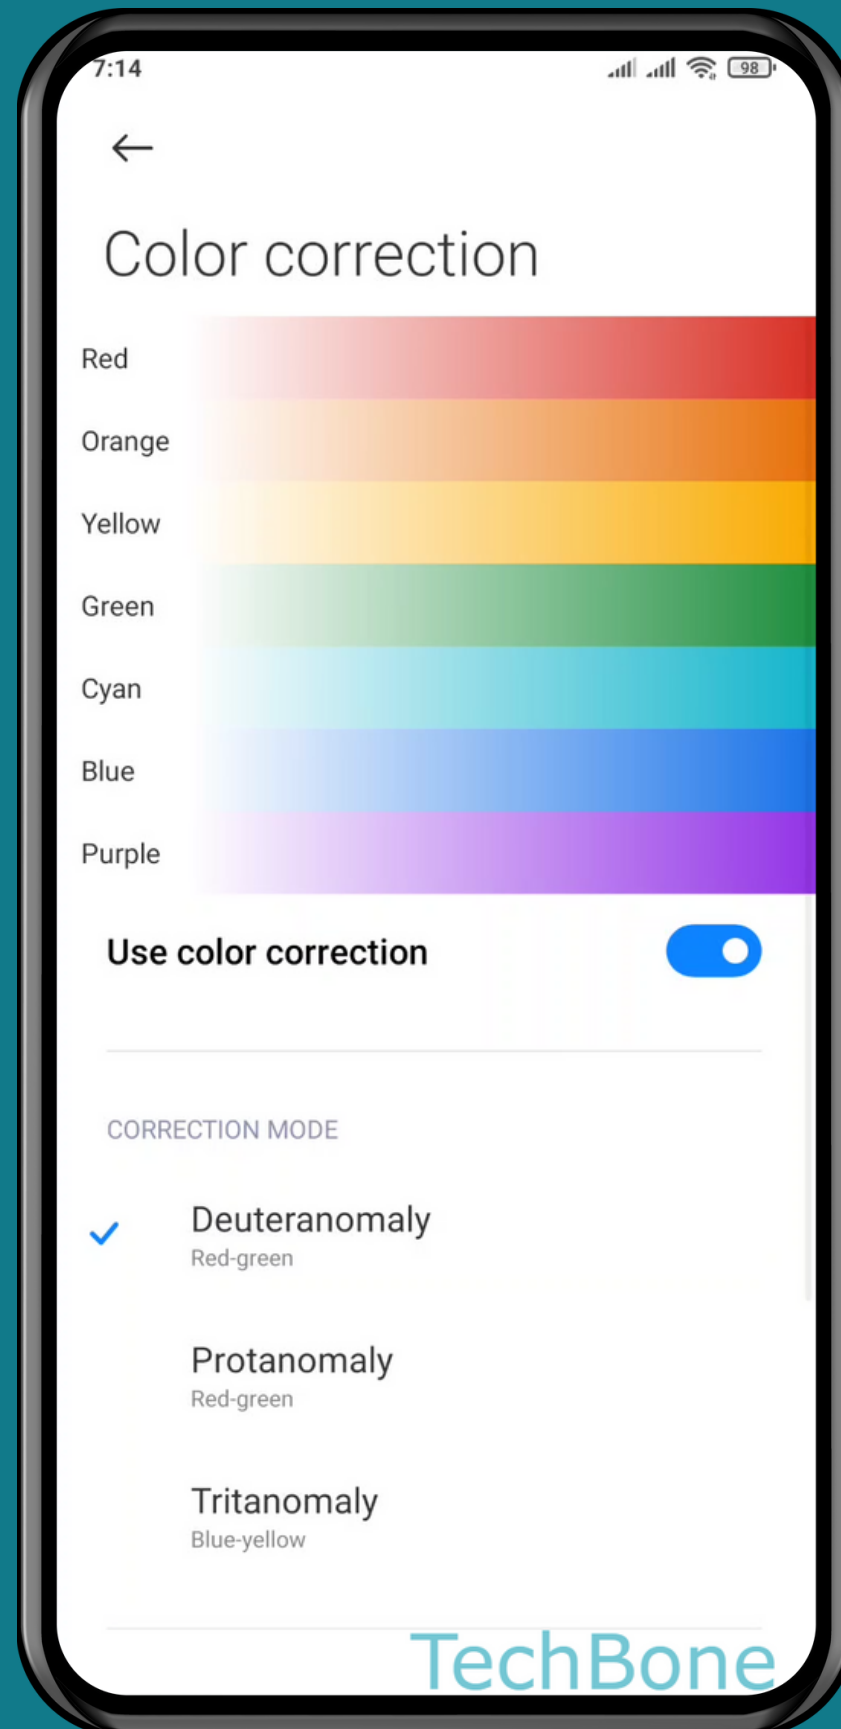 7:14
98
Color correction
Red
Orange
Yellow
Green
Cyan
Blue
Purple
Use color correction
CORRECTION MODE
Deuteranomaly
Red-green
Protanomaly
Red-green
Tritanomaly
Blue-yellow
TechBone